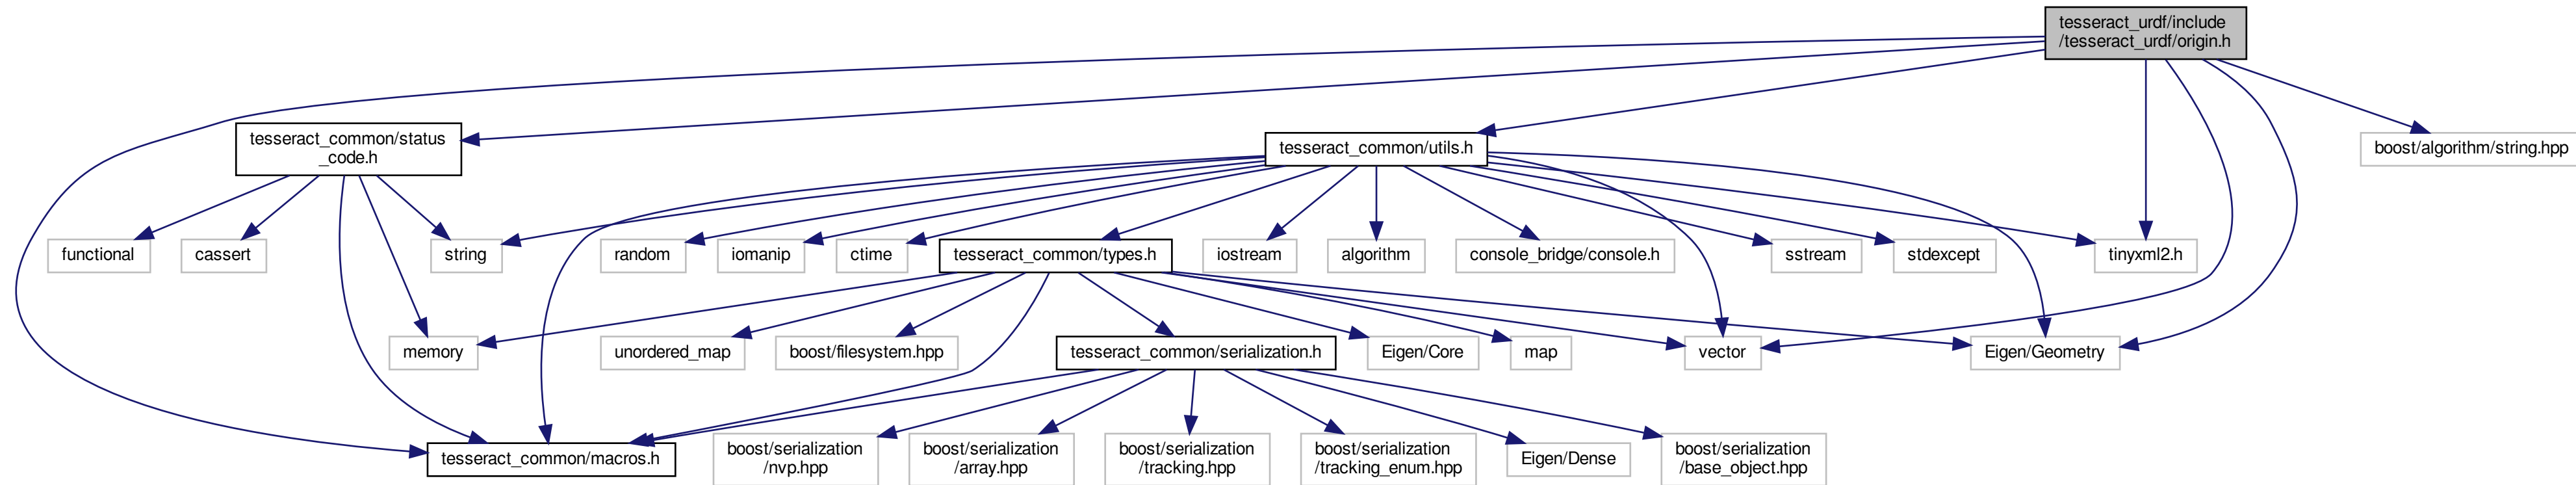 tesseract_urdf/include
/tesseract_urdf/origin.h
tesseract_common/status
_code.h
tesseract_common/utils.h
boost/algorithm/string.hpp
functional
cassert
string
random
iomanip
ctime
tesseract_common/types.h
iostream
algorithm
console_bridge/console.h
sstream
stdexcept
tinyxml2.h
memory
unordered_map
boost/filesystem.hpp
tesseract_common/serialization.h
Eigen/Core
map
vector
Eigen/Geometry
tesseract_common/macros.h
boost/serialization
/nvp.hpp
boost/serialization
/array.hpp
boost/serialization
/tracking.hpp
boost/serialization
/tracking_enum.hpp
Eigen/Dense
boost/serialization
/base_object.hpp